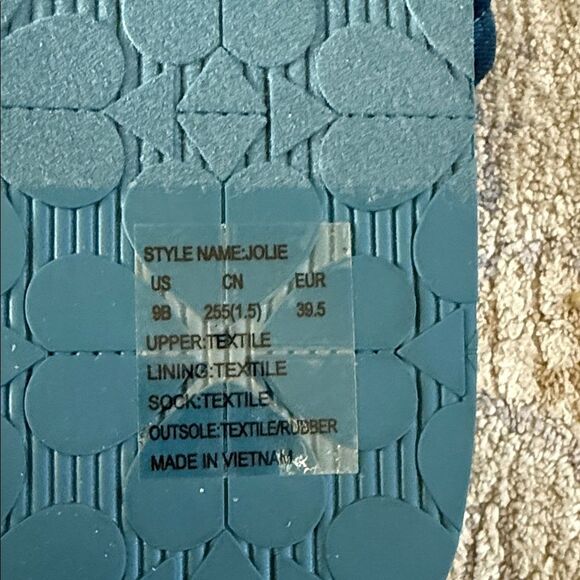 STYLE NAME:JOLIE
US CN EUR
9B 255(1.5) 39.5
UPPER:TEXTILE
LINING:TEXTILE
SOCK:TEXTILE
OUTSOLE:TEXTILE/RUBBER
MADE IN VIETNAM